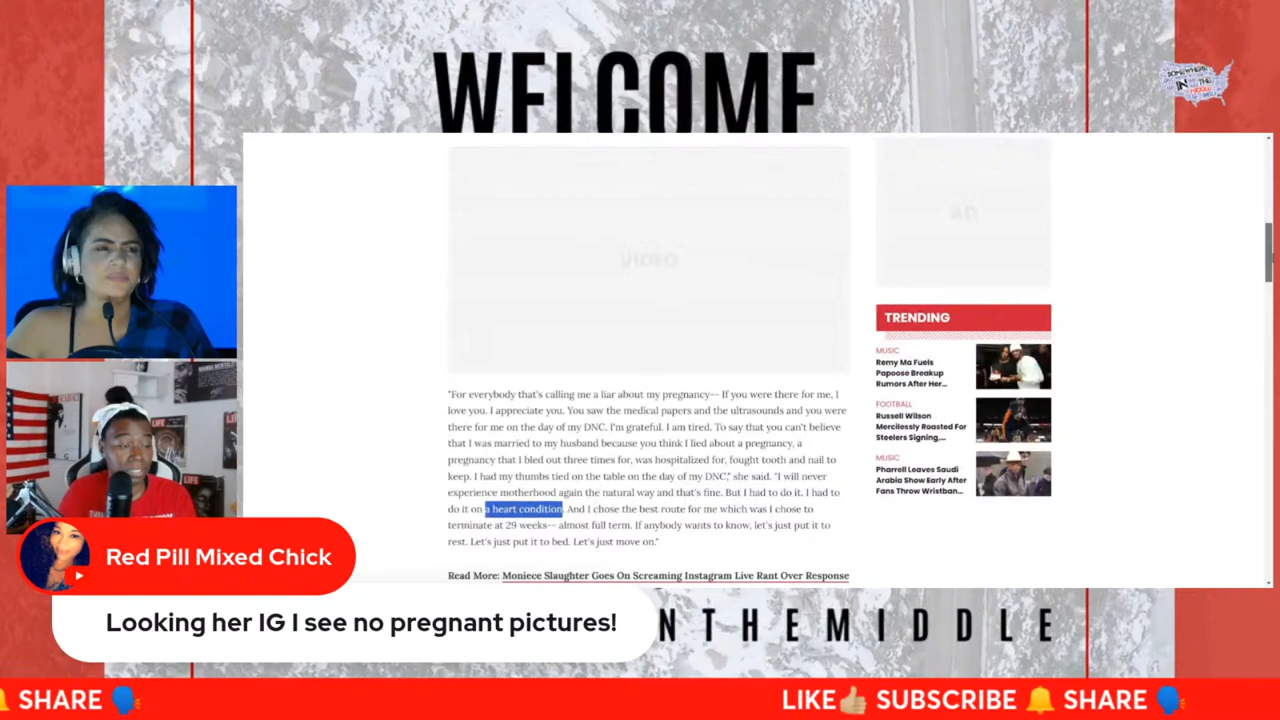 WELCOME
SOMEWHERE
IN THE
MIDDLE
VIDEO
AD
TRENDING
MUSIC
Remy Ma Fuels
Papoose Breakup
Rumors After Her...
FOOTBALL
Russell Wilson
Mercilessly Roasted For
Steelers Signing,...
MUSIC
Pharrell Leaves Saudi
Arabia Show Early After
Fans Throw Wristban...
"For everybody that's calling me a liar about my pregnancy-- If you were there for me, I
love you. I appreciate you. You saw the medical papers and the ultrasounds and you were
there for me on the day of my DNC. I'm grateful. I am tired. To say that you can't believe
that I was married to my husband because you think I lied about a pregnancy, a
pregnancy that I bled out three times for, was hospitalized for, fought tooth and nail to
keep. I had my thumbs tied on the table on the day of my DNC," she said. "I will never
experience motherhood again the natural way and that's fine. But I had to do it. I had to
do it on a heart condition. And I chose the best route for me which was I chose to
terminate at 29 weeks-- almost full term. If anybody wants to know, let's just put it to
rest. Let's just put it to bed. Let's just move on."
Read More: Moniece Slaughter Goes On Screaming Instagram Live Rant Over Response
LIFE
LIFE
Red Pill Mixed Chick
Looking her IG I see no pregnant pictures!
NTHEMIDDLE
SHARE
LIKE SUBSCRIBE SHARE